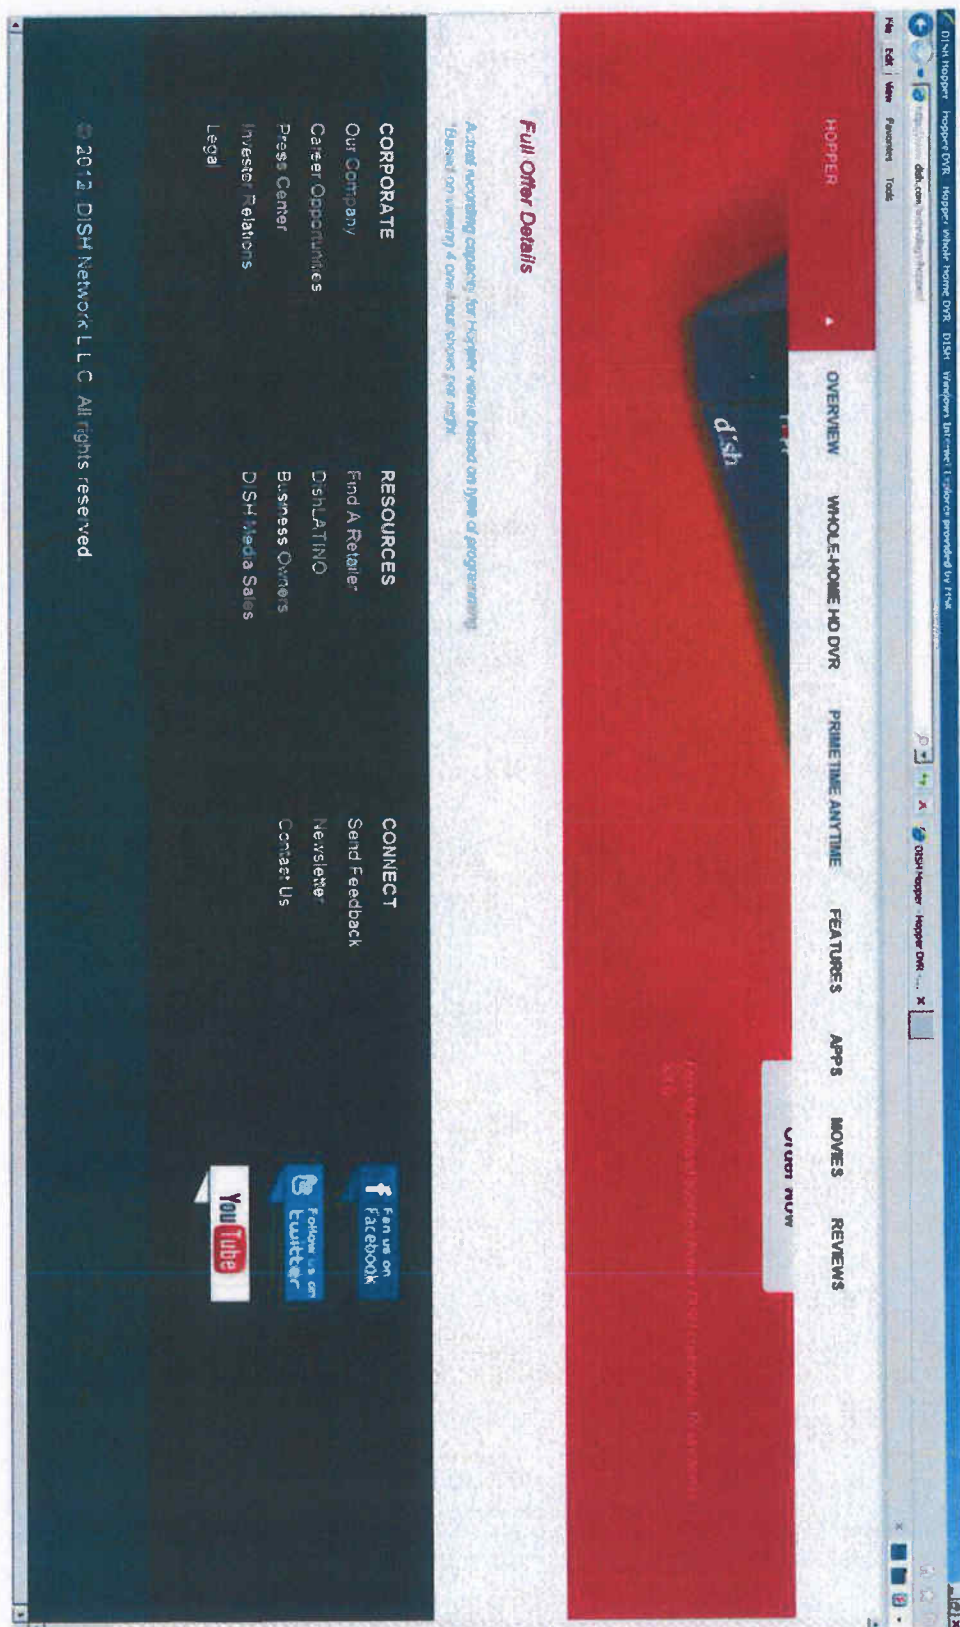 DISH Hopper Hopper DVR Hopper Whole Home DVR DISH Windows Internet Explorer provided by
dish.com
DISH Hopper Hopper DVR -... x
File Edit View Favorites Tools
HOPPER
OVERVIEW WHOLE-HOME HD DVR PRIMETIME ANYTIME FEATURES APPS MOVIES REVIEWS
Order Now
dish
Full Offer Details
Actual recording capacity for Hopper varies based on type of programming
*Based on viewing 4 one-hour shows per night
CORPORATE RESOURCES CONNECT
Our Company Find A Retailer Send Feedback Fan us on Facebook
Career Opportunities DishLATINO Newsletter Follow us on twitter
Press Center Business Owners Contact Us YouTube
Investor Relations DISH Media Sales
Legal
© 2012 DISH Network L L C All rights reserved.